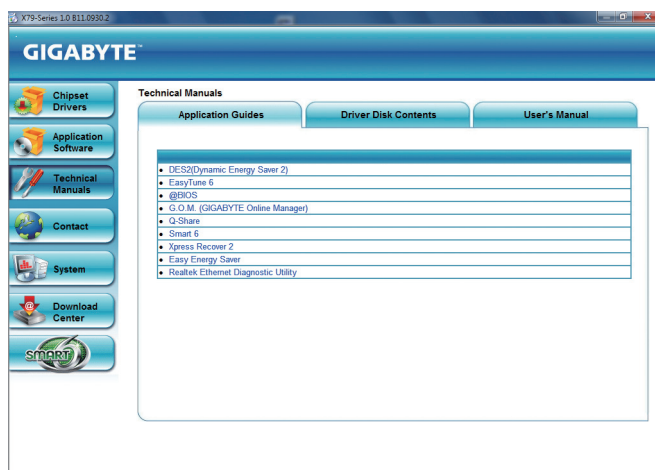 X79-Series 1.0 B11.0930.2
GIGABYTE™
Chipset
Drivers
Application
Software
Technical
Manuals
Contact
System
Download
Center
SMART6
Technical Manuals
Application Guides
Driver Disk Contents
User's Manual
DES2(Dynamic Energy Saver 2)
EasyTune 6
@BIOS
G.O.M. (GIGABYTE Online Manager)
Q-Share
Smart 6
Xpress Recover 2
Easy Energy Saver
Realtek Ethernet Diagnostic Utility